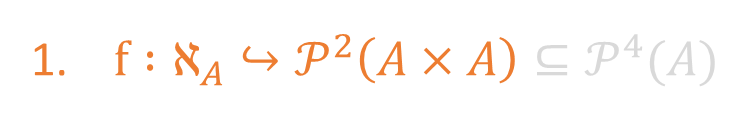 1. f : ℵ_A ↪ 𝒫²(A × A) ⊆ 𝒫⁴(A)